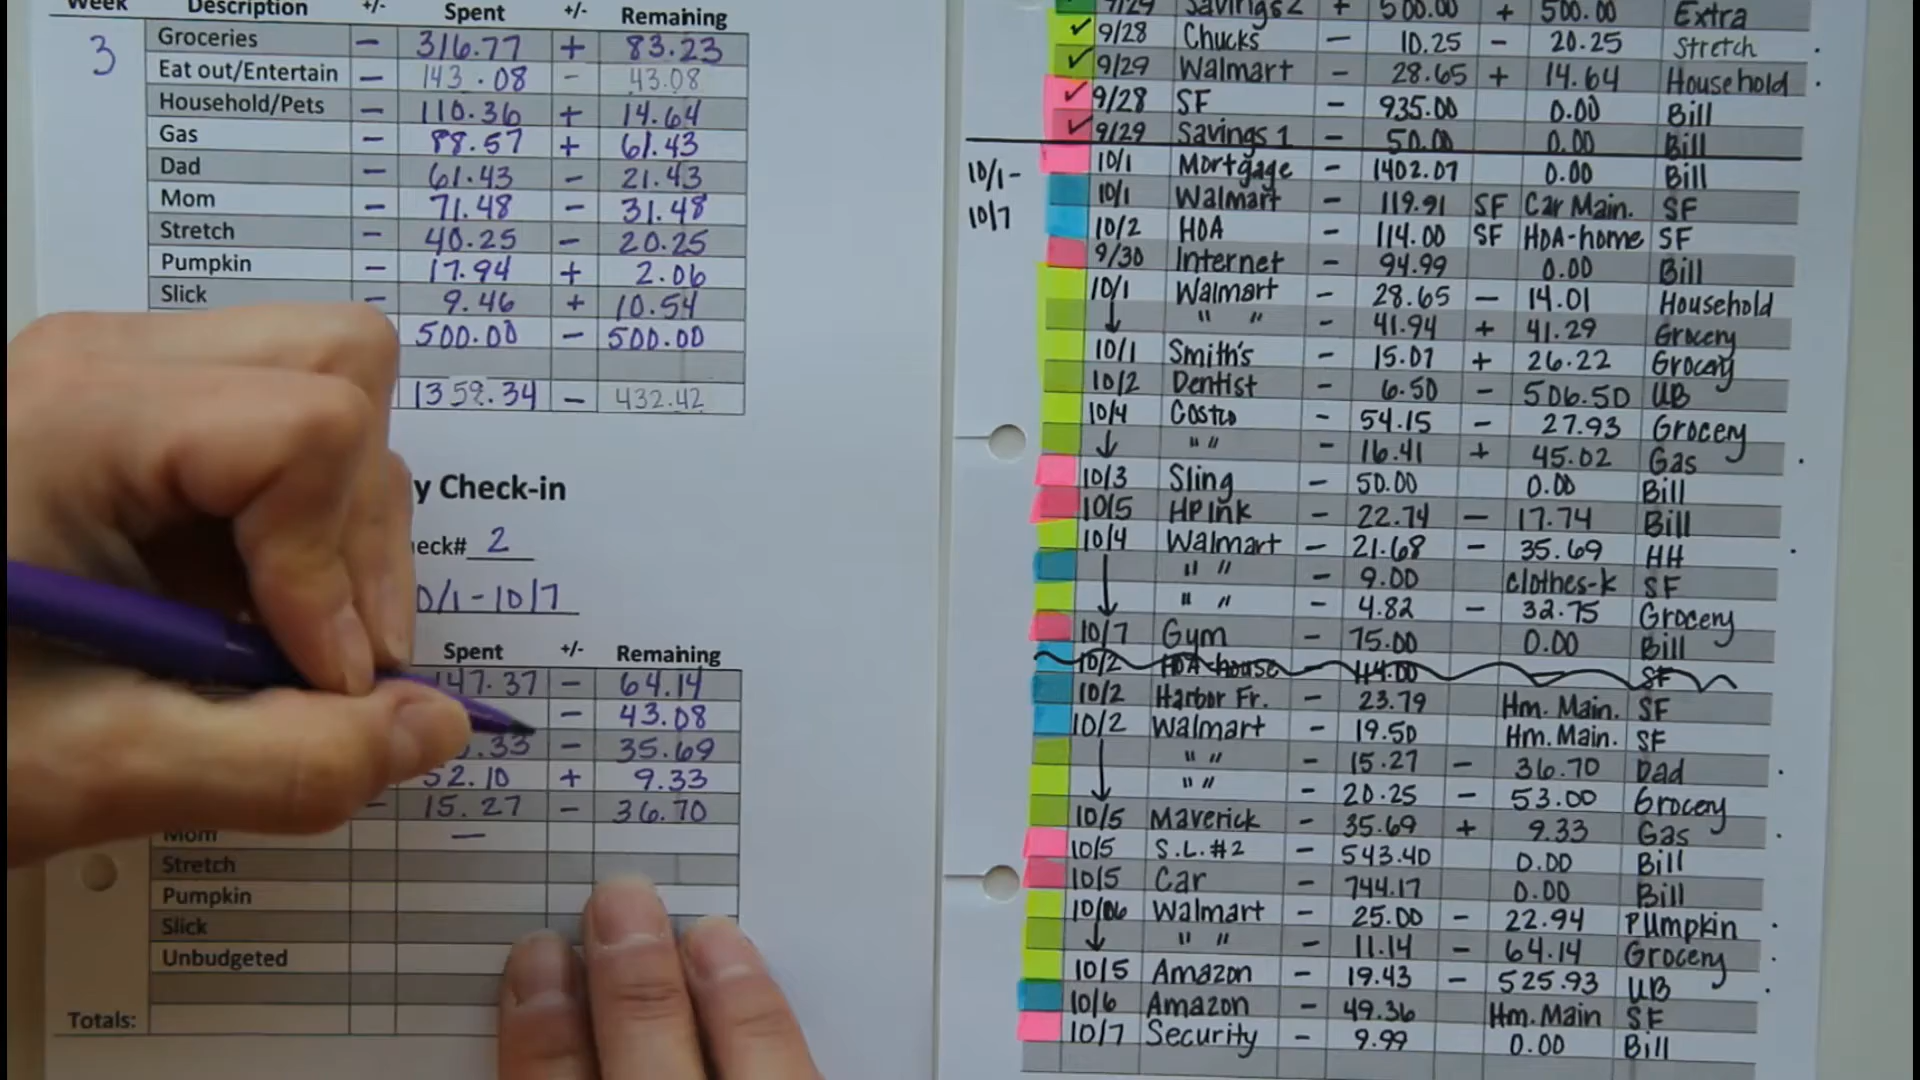 Week Description +/- Spent +/- Remaining
3 Groceries - 316.77 + 83.23
Eat out/Entertain - 143.08 - 43.08
Household/Pets - 110.36 + 14.64
Gas - 88.57 + 61.43
Dad - 61.43 - 21.43
Mom - 71.48 - 31.48
Stretch - 40.25 - 20.25
Pumpkin - 17.94 + 2.06
Slick - 9.46 + 10.54
500.00 - 500.00
1359.34 - 432.42
y Check-in
eck# 2
0/1-10/7
Spent +/- Remaining
147.37 - 64.14
- 43.08
.33 - 35.69
52.10 + 9.33
- 15.27 - 36.70
Mom —
Stretch
Pumpkin
Slick
Unbudgeted
Totals:
9/29 Savings 2 + 500.00 + 500.00 Extra
✓ 9/28 Chucks - 10.25 - 20.25 Stretch
✓ 9/29 Walmart - 28.65 + 14.64 Household
✓ 9/28 SF - 935.00 0.00 Bill
✓ 9/29 Savings 1 - 50.00 0.00 Bill
10/1-
10/7
10/1 Mortgage - 1402.07 0.00 Bill
10/1 Walmart - 119.91 SF Car Main. SF
10/2 HOA - 114.00 SF HOA-home SF
9/30 Internet - 94.99 0.00 Bill
10/1 Walmart - 28.65 - 14.01 Household
↓ " " - 41.94 + 41.29 Grocery
10/1 Smith's - 15.07 + 26.22 Grocery
10/2 Dentist - 6.50 - 506.50 UB
10/4 Costco - 54.15 - 27.93 Grocery
↓ " " - 16.41 + 45.02 Gas
10/3 Sling - 50.00 0.00 Bill
10/5 HP Ink - 22.74 - 17.74 Bill
10/4 Walmart - 21.68 - 35.69 HH
" " - 9.00 clothes-k SF
↓ " " - 4.82 - 32.75 Grocery
10/7 Gym - 75.00 0.00 Bill
10/2 HOA-house - 114.00 SF
10/2 Harbor Fr. - 23.79 Hm. Main. SF
10/2 Walmart - 19.50 Hm. Main. SF
" " - 15.27 - 36.70 Dad
↓ " " - 20.25 - 53.00 Grocery
10/5 Maverick - 35.69 + 9.33 Gas
10/5 S.L. #2 - 543.40 0.00 Bill
10/5 Car - 744.17 0.00 Bill
10/06 Walmart - 25.00 - 22.94 Pumpkin
↓ " " - 11.14 - 64.14 Grocery
10/5 Amazon - 19.43 - 525.93 UB
10/6 Amazon - 49.36 Hm. Main SF
10/7 Security - 9.99 0.00 Bill